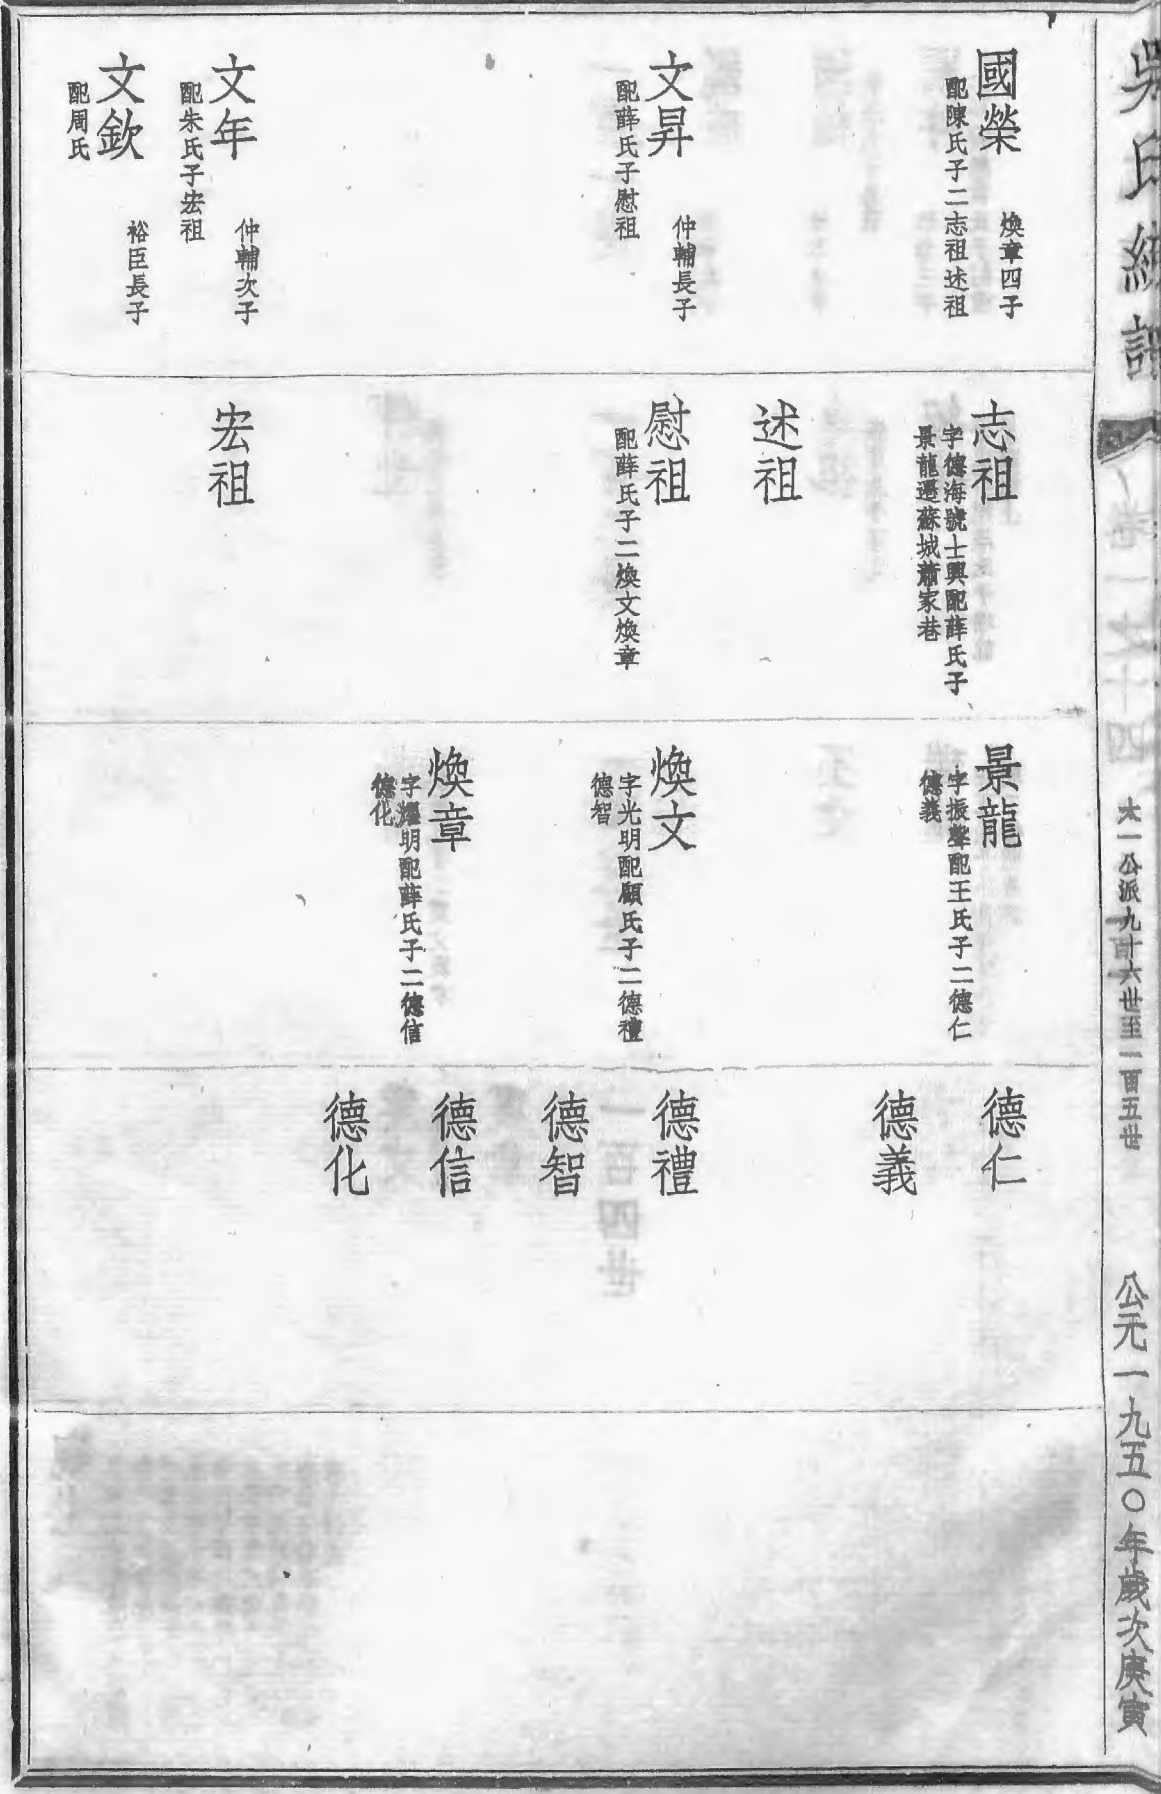 吳氏統譜
卷一之十四
太一公派九十六世至一百五世
公元一九五〇年歲次庚寅
國榮
煥章四子
配陳氏子二志祖述祖
文昇
仲輔長子
配薛氏子慰祖
文年
仲輔次子
配朱氏子宏祖
文欽
裕臣長子
配周氏
志祖
字德海號士興配薛氏子
景龍遷蘇城蕭家巷
述祖
慰祖
配薛氏子二煥文煥章
宏祖
景龍
字振聲配王氏子二德仁
德義
煥文
字光明配顧氏子二德禮
德智
煥章
字耀明配薛氏子二德信
德化
德仁
德義
德禮
德智
德信
德化